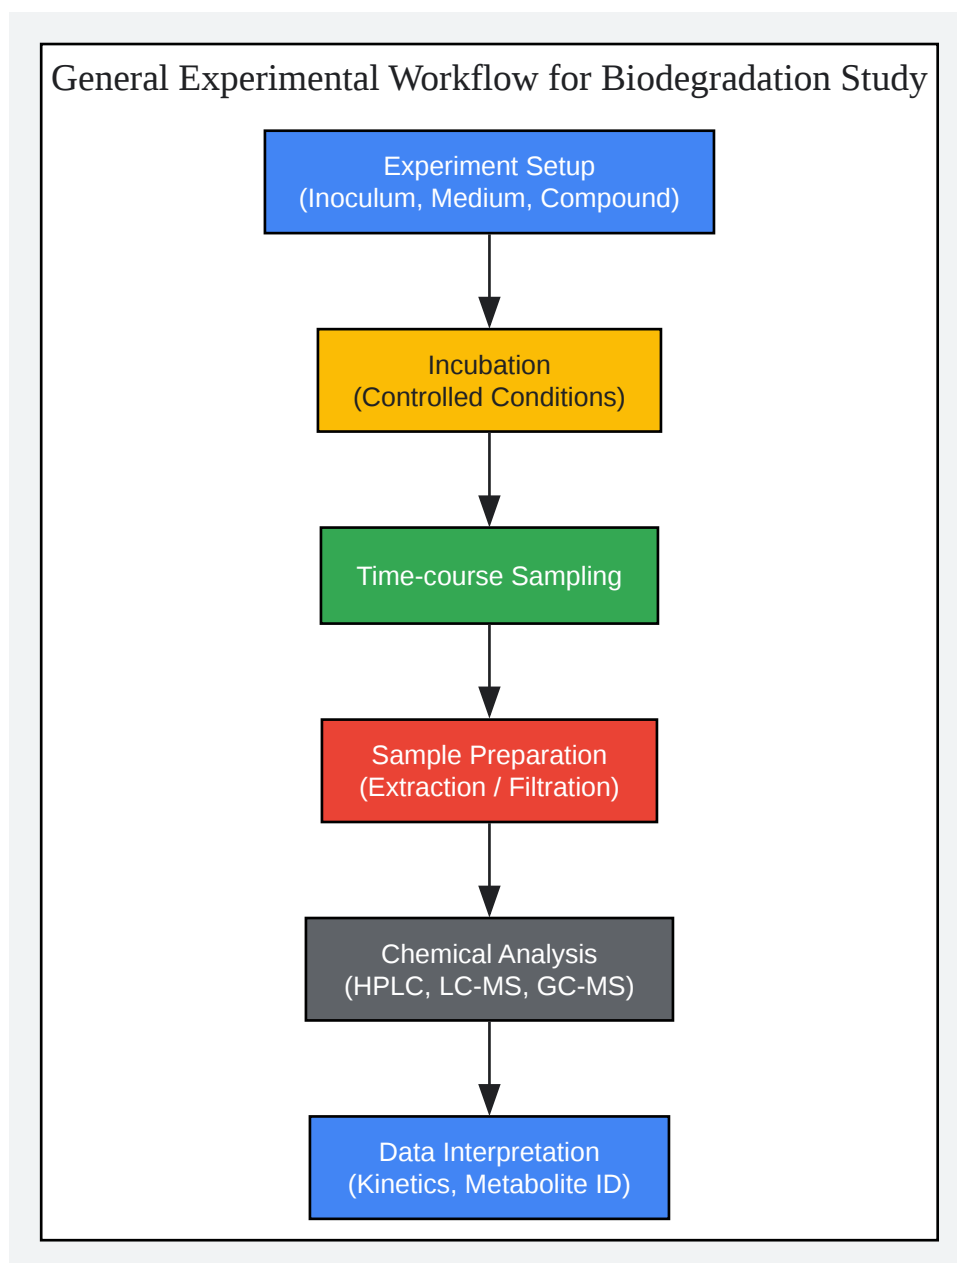 General Experimental Workflow for Biodegradation Study
Experiment Setup
(Inoculum, Medium, Compound)
Incubation
(Controlled Conditions)
Time-course Sampling
Sample Preparation
(Extraction / Filtration)
Chemical Analysis
(HPLC, LC-MS, GC-MS)
Data Interpretation
(Kinetics, Metabolite ID)